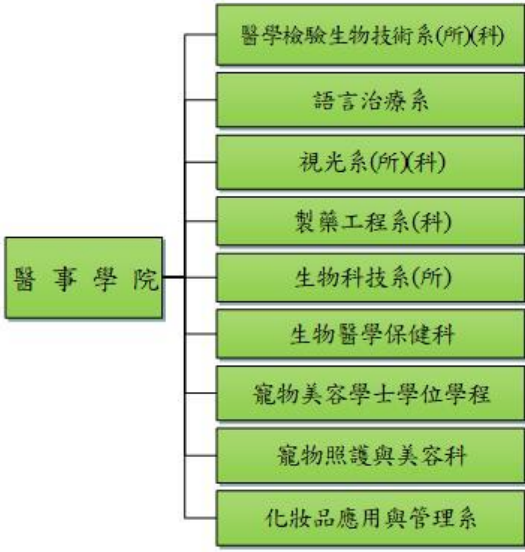 醫事學院
醫學檢驗生物技術系(所)(科)
語言治療系
視光系(所)(科)
製藥工程系(科)
生物科技系(所)
生物醫學保健科
寵物美容學士學位學程
寵物照護與美容科
化妝品應用與管理系